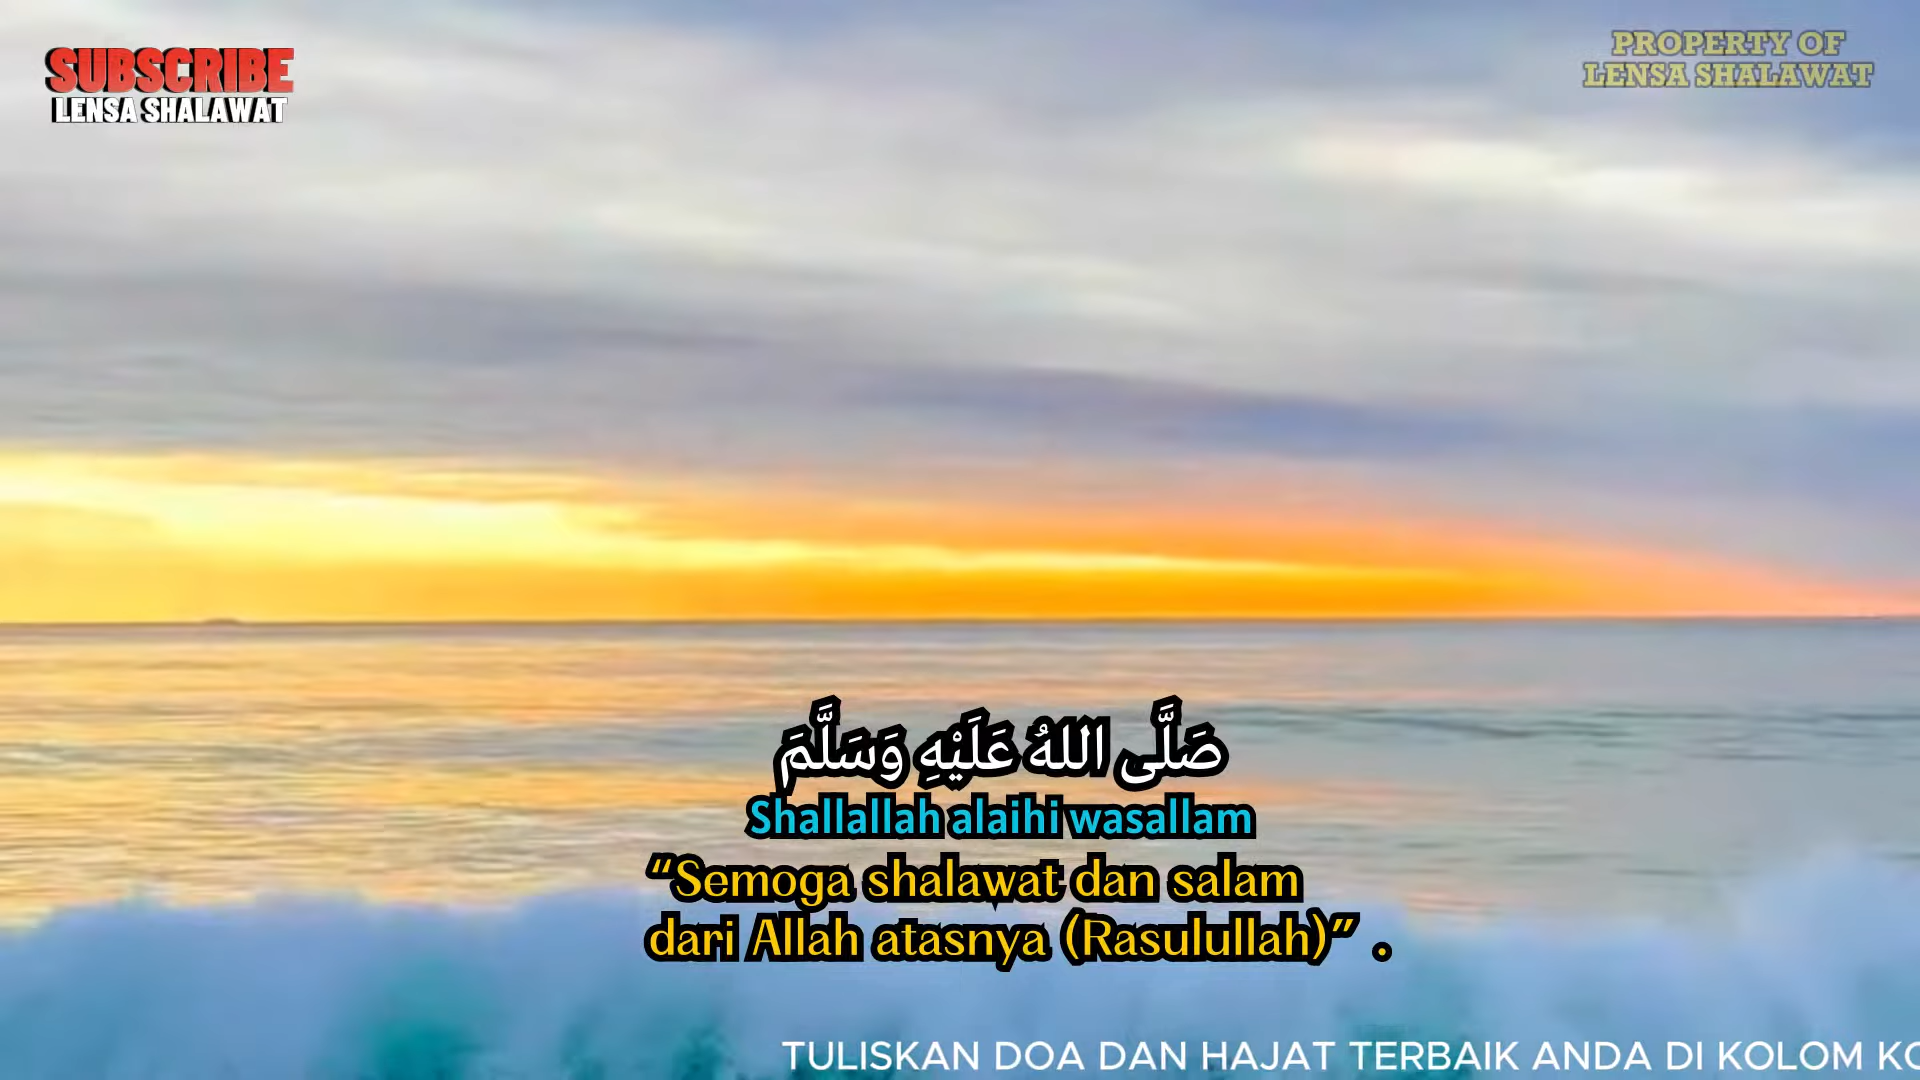 SUBSCRIBE
LENSA SHALAWAT
PROPERTY OF
LENSA SHALAWAT
صَلَّى اللهُ عَلَيْهِ وَسَلَّمَ
Shallallah alaihi wasallam
“Semoga shalawat dan salam
dari Allah atasnya (Rasulullah)” .
TULISKAN DOA DAN HAJAT TERBAIK ANDA DI KOLOM